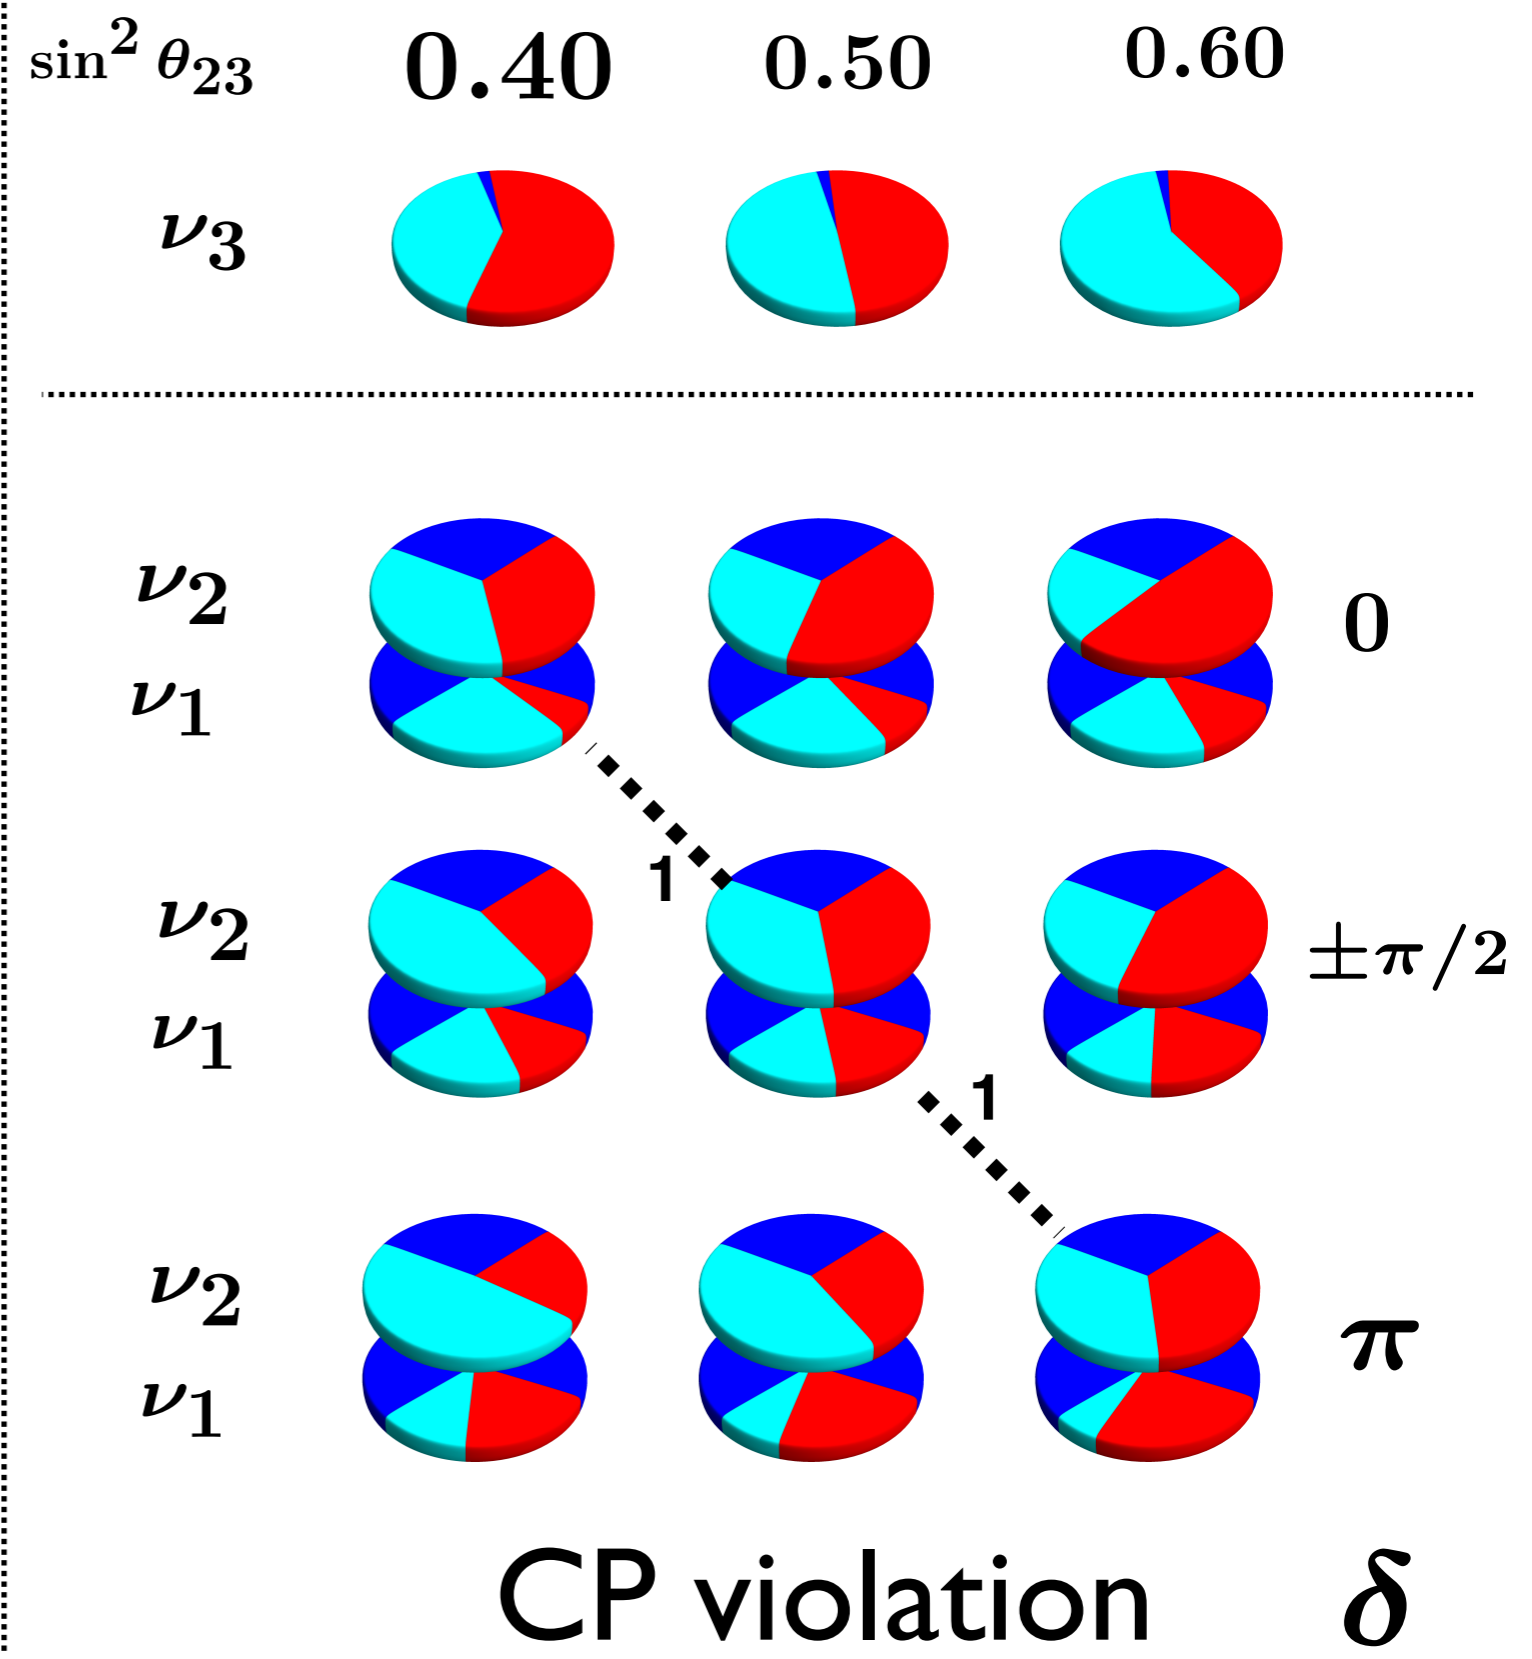 sin² θ₂₃ 0.40 0.50 0.60
ν₃
ν₂
0
ν₁
1
ν₂
±π/2
ν₁
1
ν₂
π
ν₁
CP violation δ